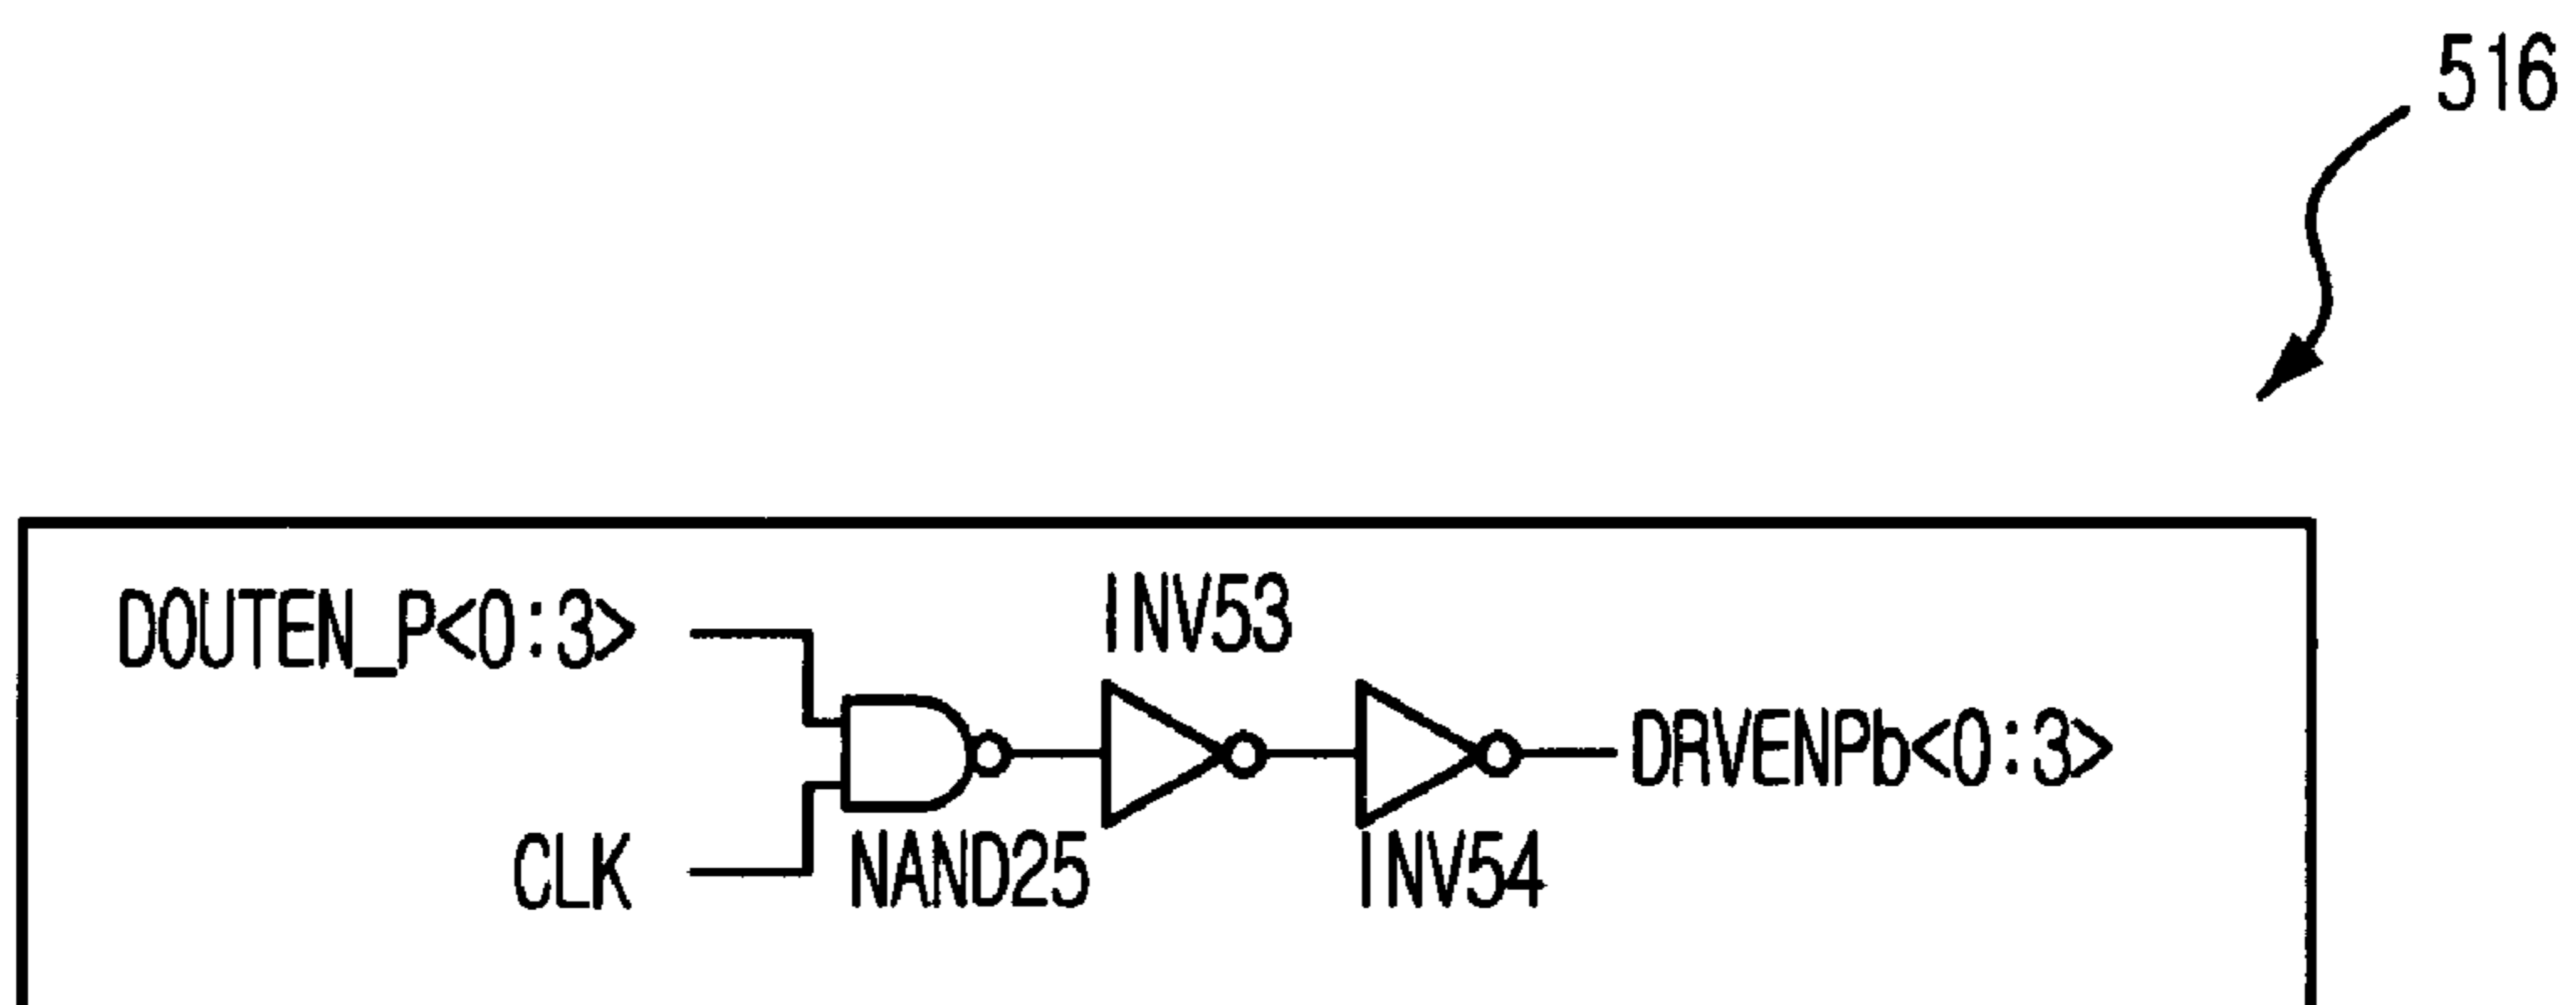 516
DOUTEN_P<0:3>
INV53
DRVENPb<0:3>
CLK
NAND25
INV54